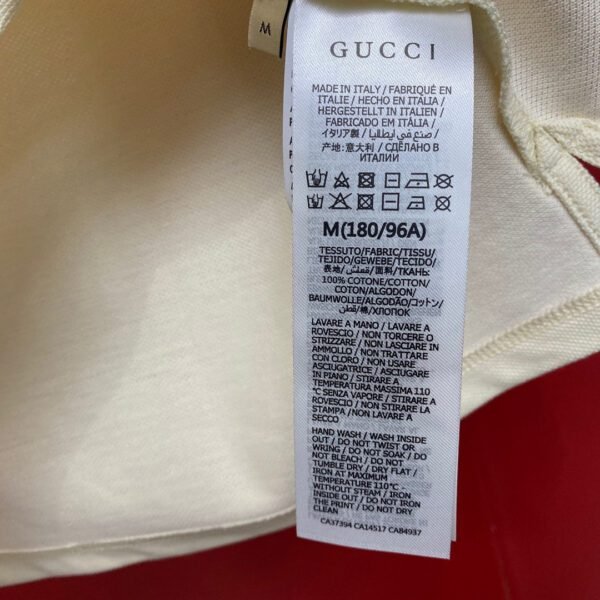 M
GUCCI
MADE IN ITALY / FABRIQUÉ EN
ITALIE / HECHO EN ITALIA /
HERGESTELLT IN ITALIEN /
FABRICADO EM ITÁLIA /
イタリア製 / صنع في ايطاليا /
产地:意大利 / СДЕЛАНО В
ИТАЛИИ
M(180/96A)
TESSUTO/FABRIC/TISSU/
TEJIDO/GEWEBE/TECIDO/
表地/قماش/面料/ТКАНЬ:
100% COTONE/COTTON/
COTON/ALGODON/
BAUMWOLLE/ALGODÃO/コットン/
قطن/棉/ХЛОПОК
LAVARE A MANO / LAVARE A
ROVESCIO / NON TORCERE O
STRIZZARE / NON LASCIARE IN
AMMOLLO / NON TRATTARE
CON CLORO / NON USARE
ASCIUGATRICE / ASCIUGARE
IN PIANO / STIRARE A
TEMPERATURA MASSIMA 110
°C SENZA VAPORE / STIRARE A
ROVESCIO / NON STIRARE LA
STAMPA /NON LAVARE A
SECCO
HAND WASH / WASH INSIDE
OUT / DO NOT TWIST OR
WRING / DO NOT SOAK / DO
NOT BLEACH / DO NOT
TUMBLE DRY / DRY FLAT /
IRON AT MAXIMUM
TEMPERATURE 110°C -
WITHOUT STEAM / IRON
INSIDE OUT / DO NOT IRON
THE PRINT / DO NOT DRY
CLEAN
CA37394 CA14517 CA84937